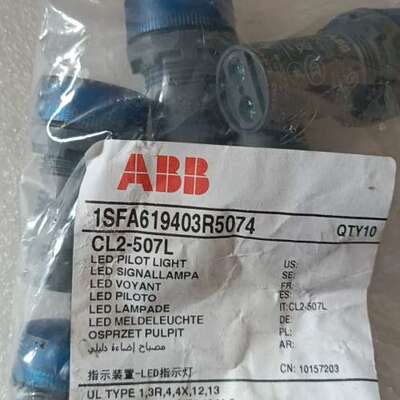 ABB
1SFA619403R5074
QTY10
CL2-507L
LED PILOT LIGHT US:
LED SIGNALLAMPA SE:
LED VOYANT FR:
LED PILOTO ES:
LED LAMPADE IT:CL2-507L
LED MELDELEUCHTE DE:
OSPRZET PULPIT PL:
مصباح إضاءة دليلي AR:
指示装置-LED指示灯 CN: 10157203
UL TYPE 1,3R,4,4X,12,13